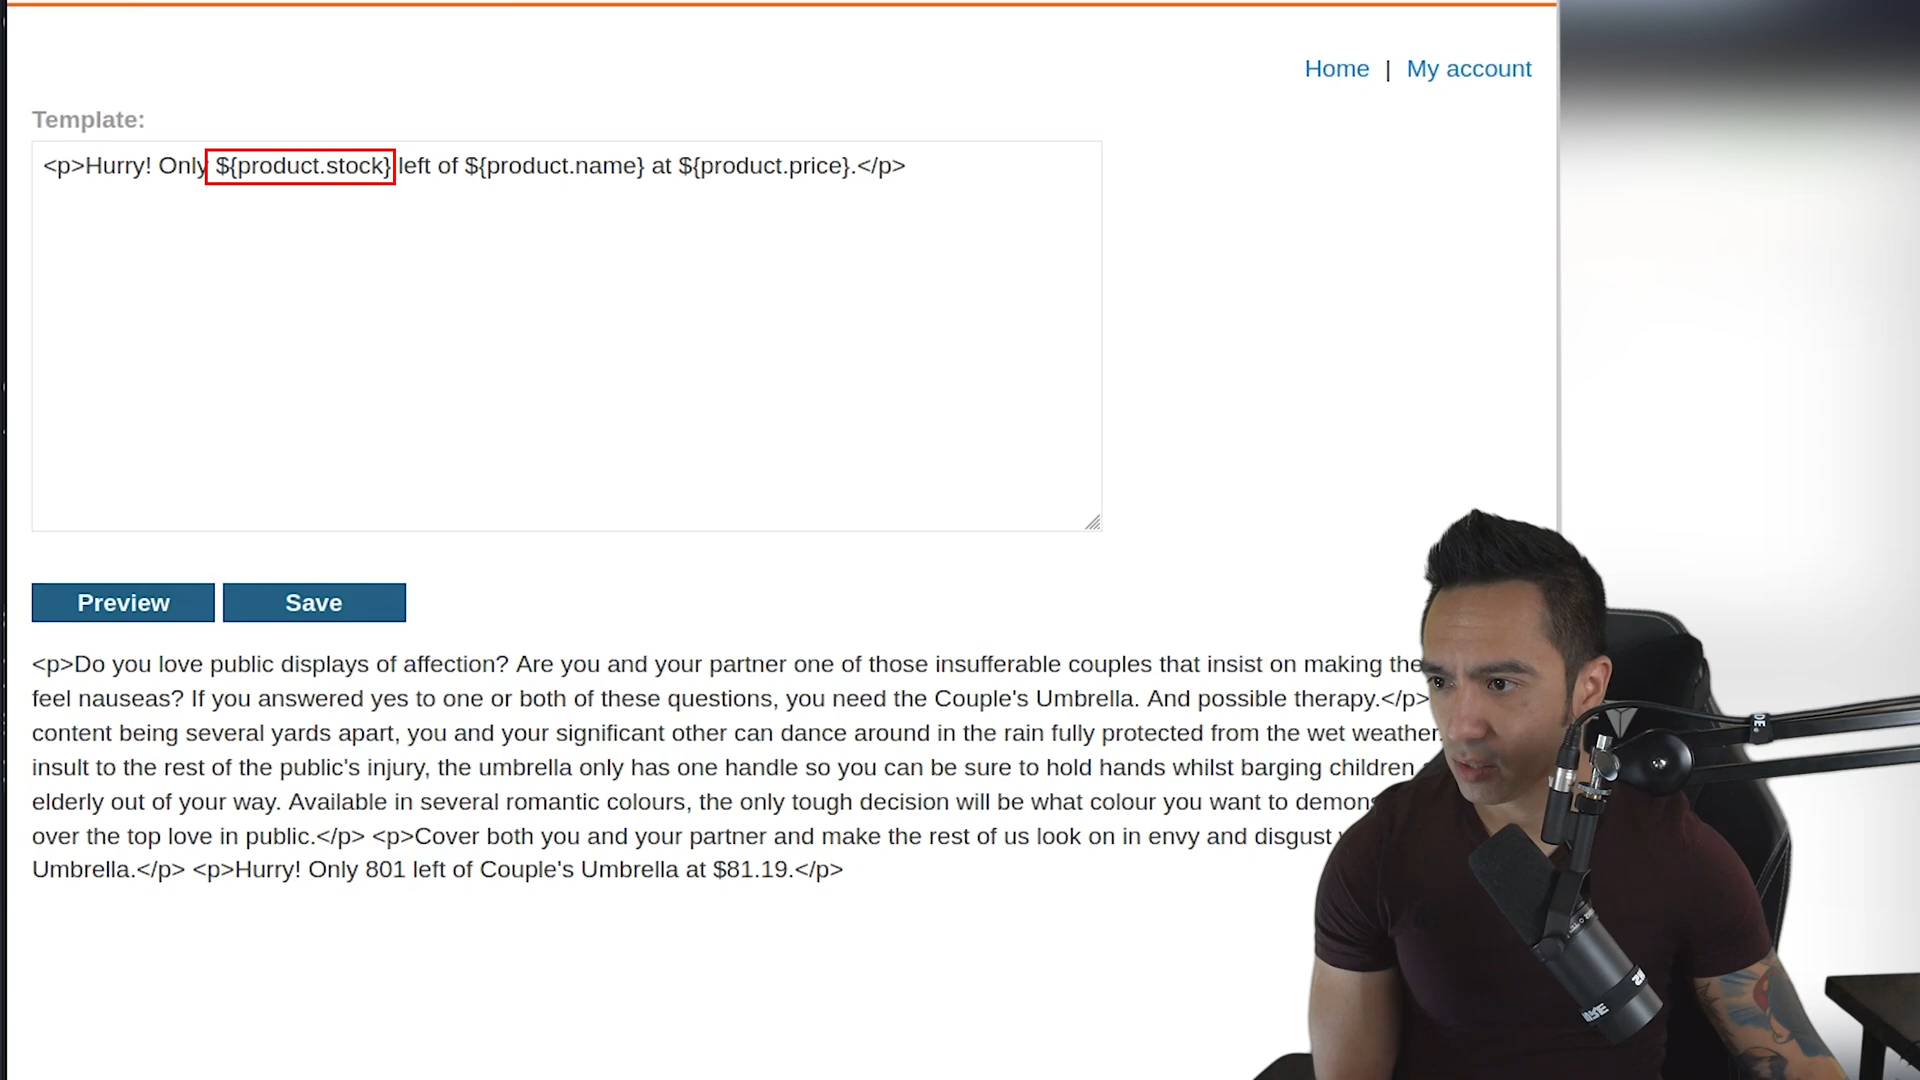 Home | My account
Template:
<p>Hurry! Only ${product.stock} left of ${product.name} at ${product.price}.</p>
Preview Save
<p>Do you love public displays of affection? Are you and your partner one of those insufferable couples that insist on making the
feel nauseas? If you answered yes to one or both of these questions, you need the Couple's Umbrella. And possible therapy.</p>
content being several yards apart, you and your significant other can dance around in the rain fully protected from the wet weather.
insult to the rest of the public's injury, the umbrella only has one handle so you can be sure to hold hands whilst barging children
elderly out of your way. Available in several romantic colours, the only tough decision will be what colour you want to
over the top love in public.</p> <p>Cover both you and your partner and make the rest of us look on in envy and disgust
Umbrella.</p> <p>Hurry! Only 801 left of Couple's Umbrella at $81.19.</p>